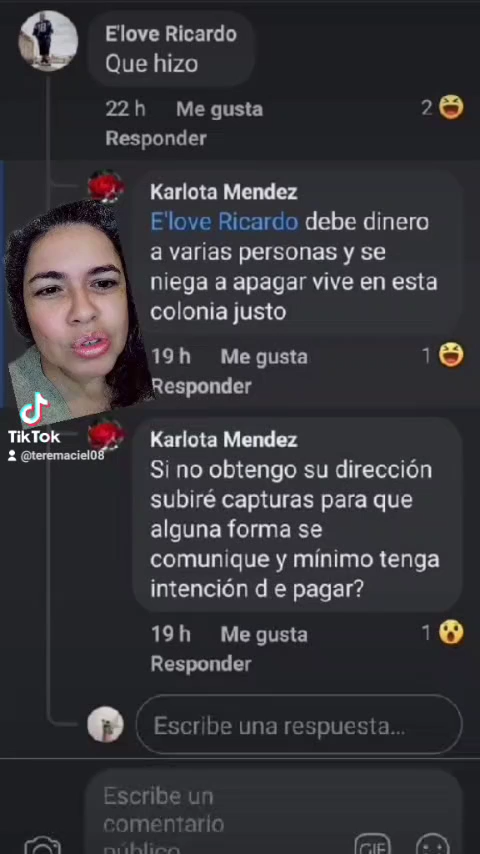 E'love Ricardo
Que hizo
22 h Me gusta 2
Responder
Karlota Mendez
E'love Ricardo debe dinero
a varias personas y se
niega a apagar vive en esta
colonia justo
19 h Me gusta 1
Responder
TikTok
@teremaciel08
Karlota Mendez
Si no obtengo su dirección
subiré capturas para que
alguna forma se
comunique y mínimo tenga
intención d e pagar?
19 h Me gusta 1
Responder
Escribe una respuesta...
Escribe un
comentario
público...
GIF